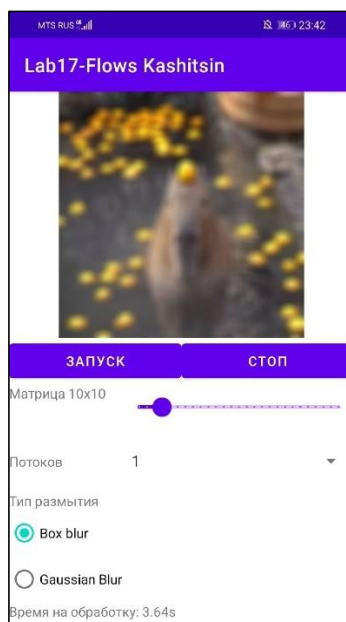 MTS RUS 46 23:42
Lab17-Flows Kashitsin
ЗАПУСК СТОП
Матрица 10x10
Потоков 1
Тип размытия
Box blur
Gaussian Blur
Время на обработку: 3.64s